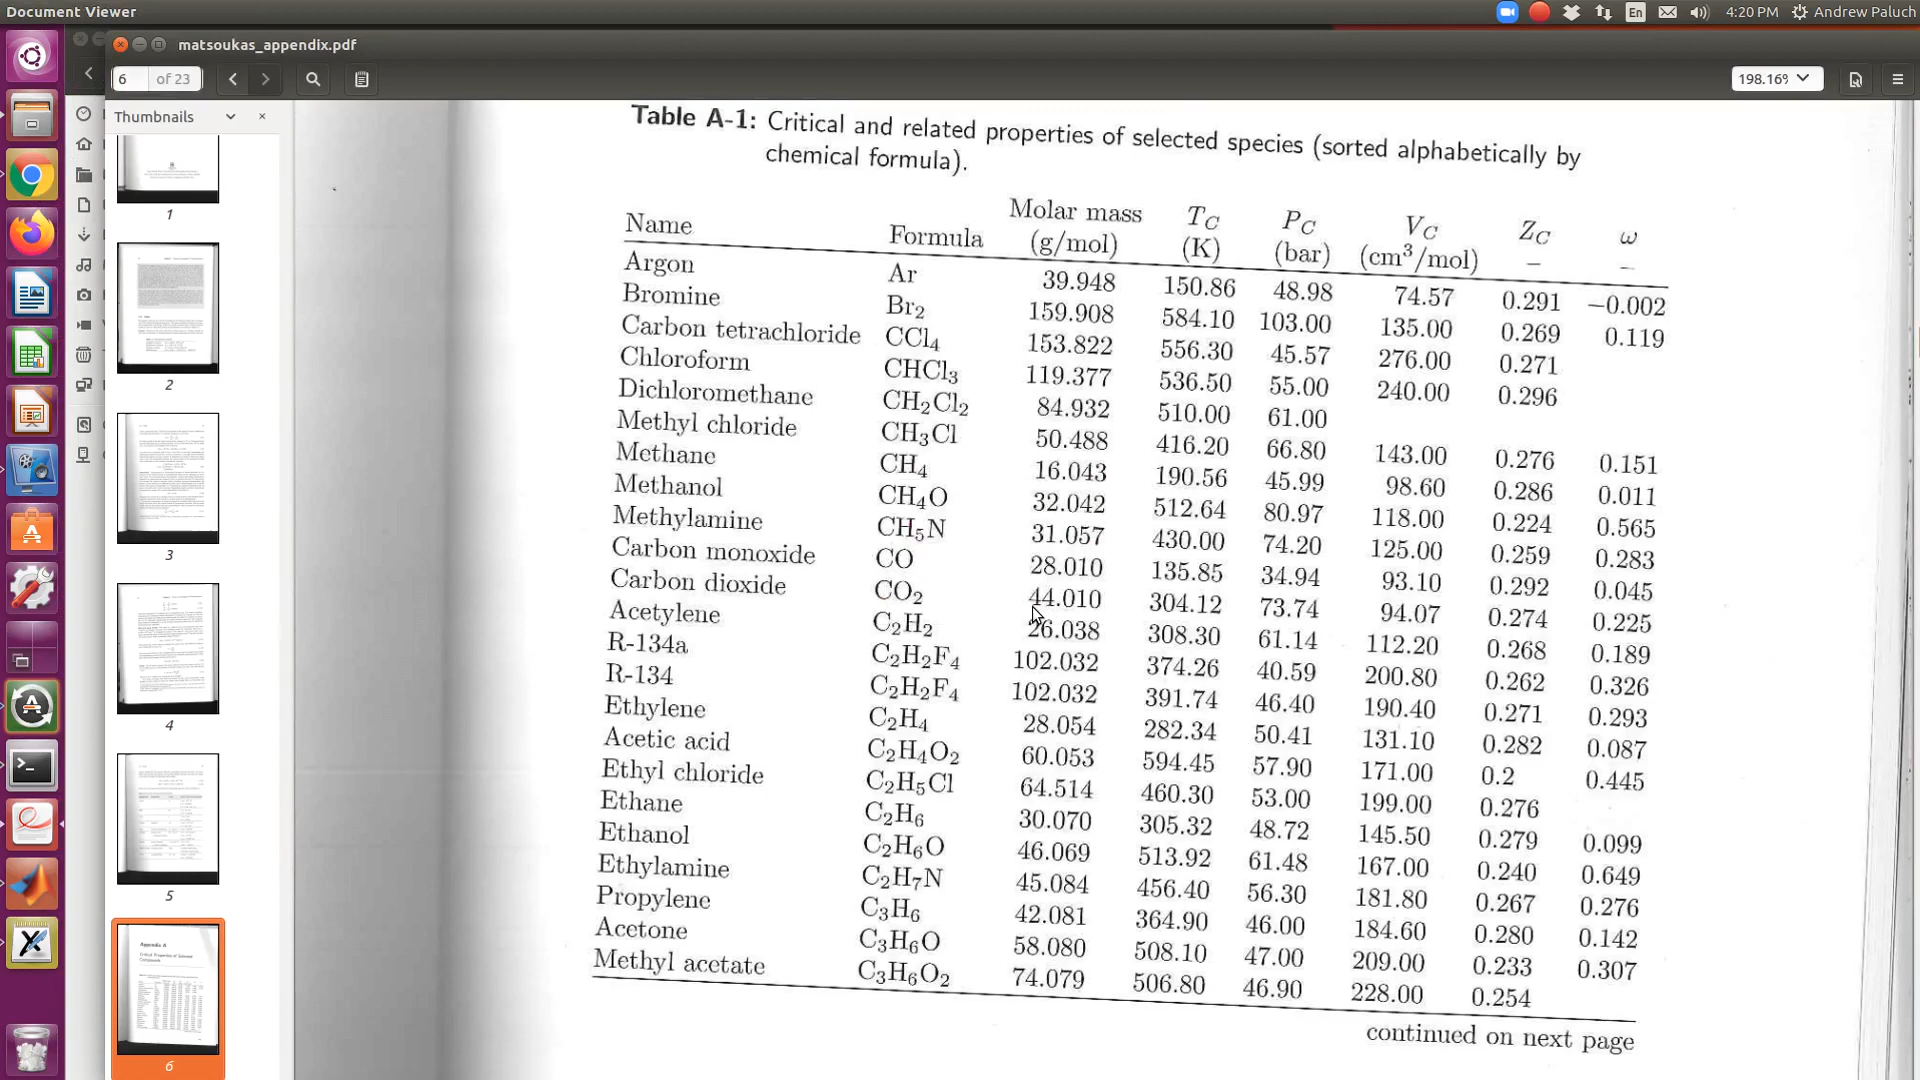 Document Viewer
En
4:20 PM
Andrew Paluch
matsoukas_appendix.pdf
6 of 23
198.16%
Thumbnails
1
2
3
4
5
6
Table A-1: Critical and related properties of selected species (sorted alphabetically by
chemical formula).
Name Formula Molar mass (g/mol) T_C (K) P_C (bar) V_C (cm³/mol) Z_C – ω –
Argon Ar 39.948 150.86 48.98 74.57 0.291 −0.002
Bromine Br₂ 159.908 584.10 103.00 135.00 0.269 0.119
Carbon tetrachloride CCl₄ 153.822 556.30 45.57 276.00 0.271
Chloroform CHCl₃ 119.377 536.50 55.00 240.00 0.296
Dichloromethane CH₂Cl₂ 84.932 510.00 61.00
Methyl chloride CH₃Cl 50.488 416.20 66.80 143.00 0.276 0.151
Methane CH₄ 16.043 190.56 45.99 98.60 0.286 0.011
Methanol CH₄O 32.042 512.64 80.97 118.00 0.224 0.565
Methylamine CH₅N 31.057 430.00 74.20 125.00 0.259 0.283
Carbon monoxide CO 28.010 135.85 34.94 93.10 0.292 0.045
Carbon dioxide CO₂ 44.010 304.12 73.74 94.07 0.274 0.225
Acetylene C₂H₂ 26.038 308.30 61.14 112.20 0.268 0.189
R-134a C₂H₂F₄ 102.032 374.26 40.59 200.80 0.262 0.326
R-134 C₂H₂F₄ 102.032 391.74 46.40 190.40 0.271 0.293
Ethylene C₂H₄ 28.054 282.34 50.41 131.10 0.282 0.087
Acetic acid C₂H₄O₂ 60.053 594.45 57.90 171.00 0.2 0.445
Ethyl chloride C₂H₅Cl 64.514 460.30 53.00 199.00 0.276
Ethane C₂H₆ 30.070 305.32 48.72 145.50 0.279 0.099
Ethanol C₂H₆O 46.069 513.92 61.48 167.00 0.240 0.649
Ethylamine C₂H₇N 45.084 456.40 56.30 181.80 0.267 0.276
Propylene C₃H₆ 42.081 364.90 46.00 184.60 0.280 0.142
Acetone C₃H₆O 58.080 508.10 47.00 209.00 0.233 0.307
Methyl acetate C₃H₆O₂ 74.079 506.80 46.90 228.00 0.254
continued on next page